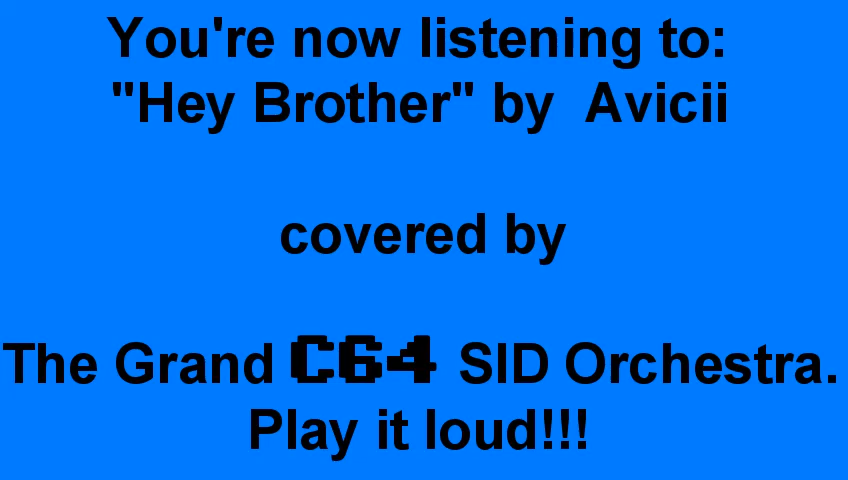 You're now listening to:
"Hey Brother" by  Avicii
covered by
The Grand C64 SID Orchestra.
Play it loud!!!